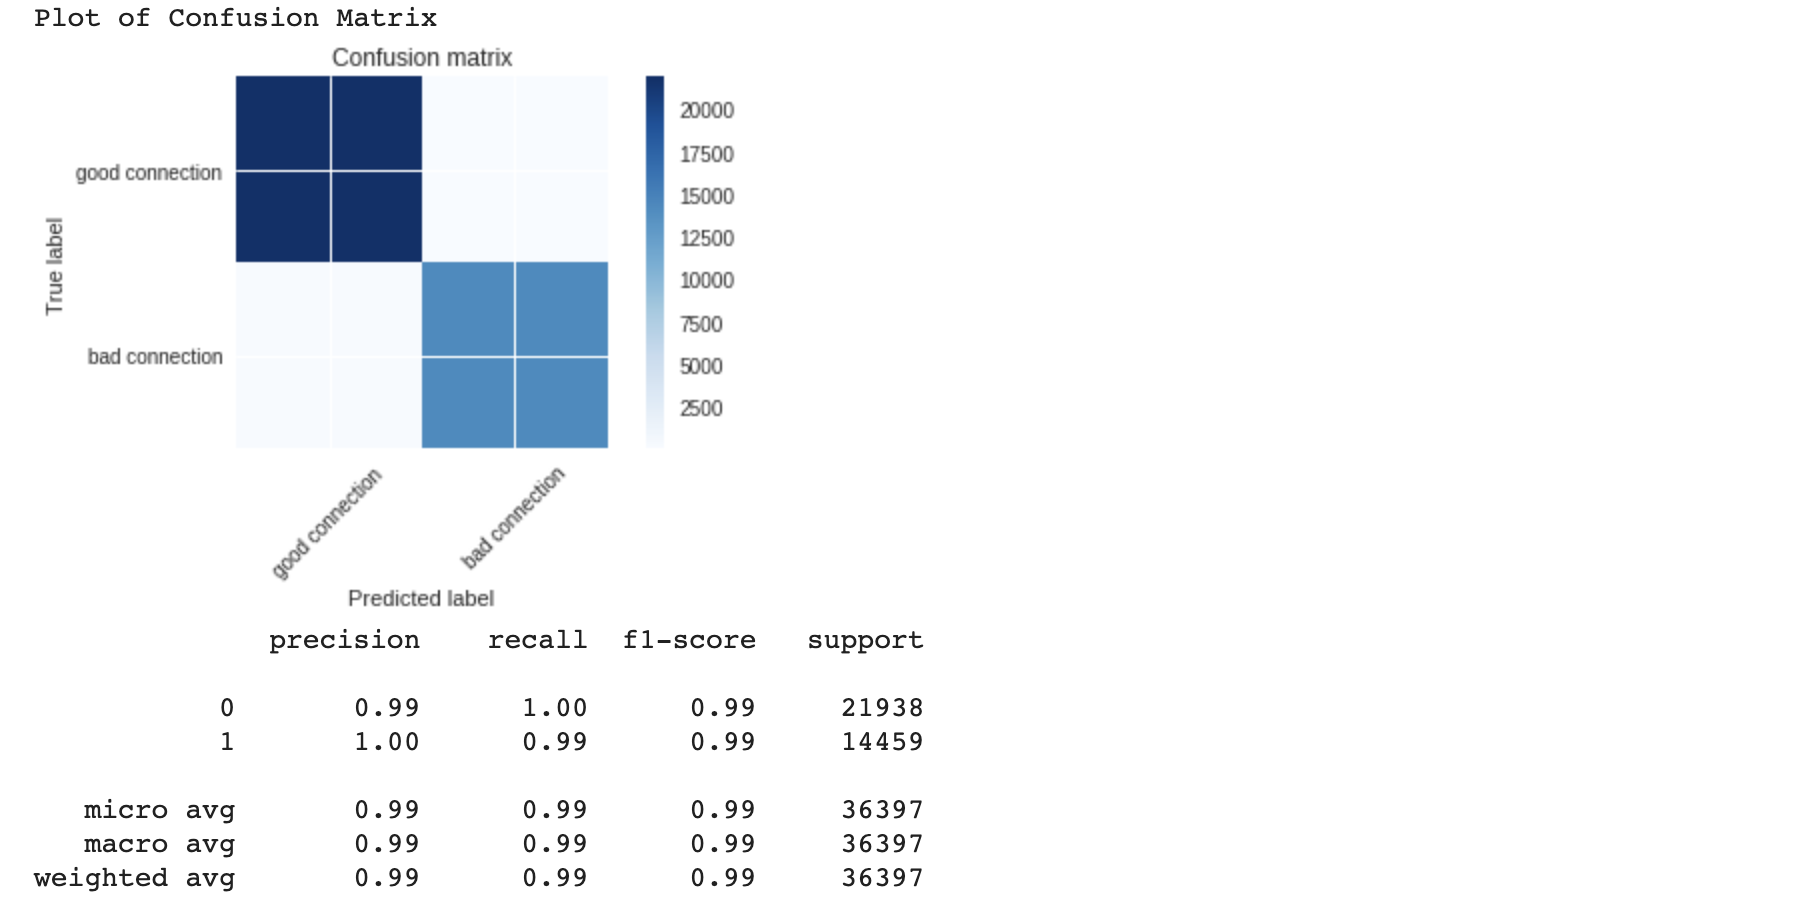 Plot of Confusion Matrix
Confusion matrix
20000
17500
15000
12500
10000
7500
5000
2500
True label
good connection
bad connection
good connection
bad connection
Predicted label
precision recall f1-score support
0 0.99 1.00 0.99 21938
1 1.00 0.99 0.99 14459
micro avg 0.99 0.99 0.99 36397
macro avg 0.99 0.99 0.99 36397
weighted avg 0.99 0.99 0.99 36397